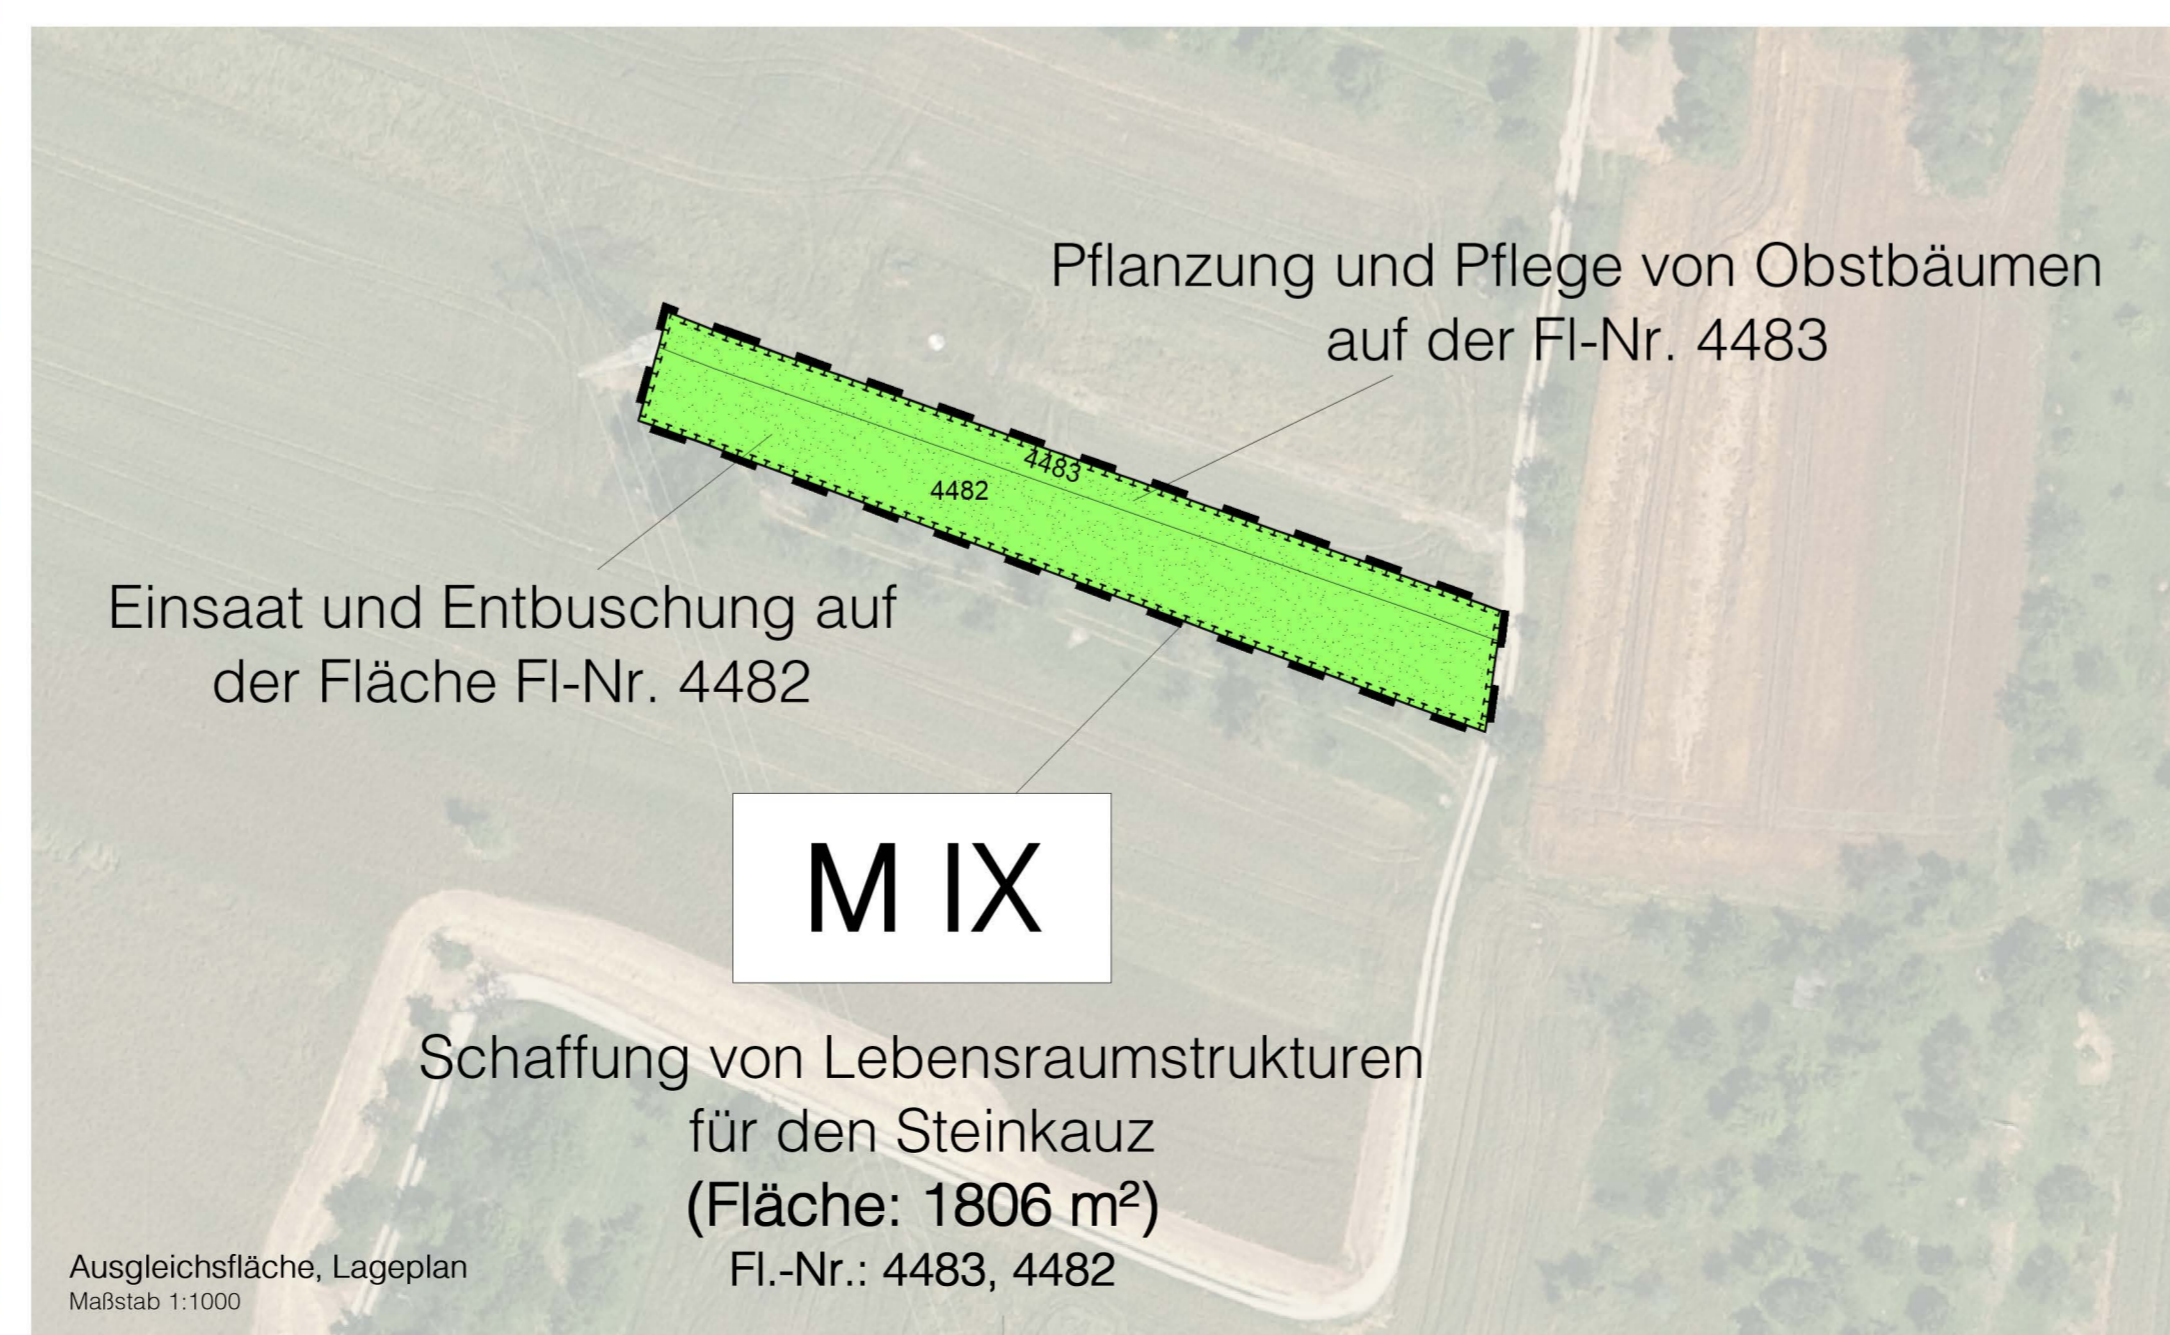 Pflanzung und Pflege von Obstbäumen
auf der Fl-Nr. 4483
4483
4482
Einsaat und Entbuschung auf
der Fläche Fl-Nr. 4482
M IX
Schaffung von Lebensraumstrukturen
für den Steinkauz
(Fläche: 1806 m²)
Fl.-Nr.: 4483, 4482
Ausgleichsfläche, Lageplan
Maßstab 1:1000